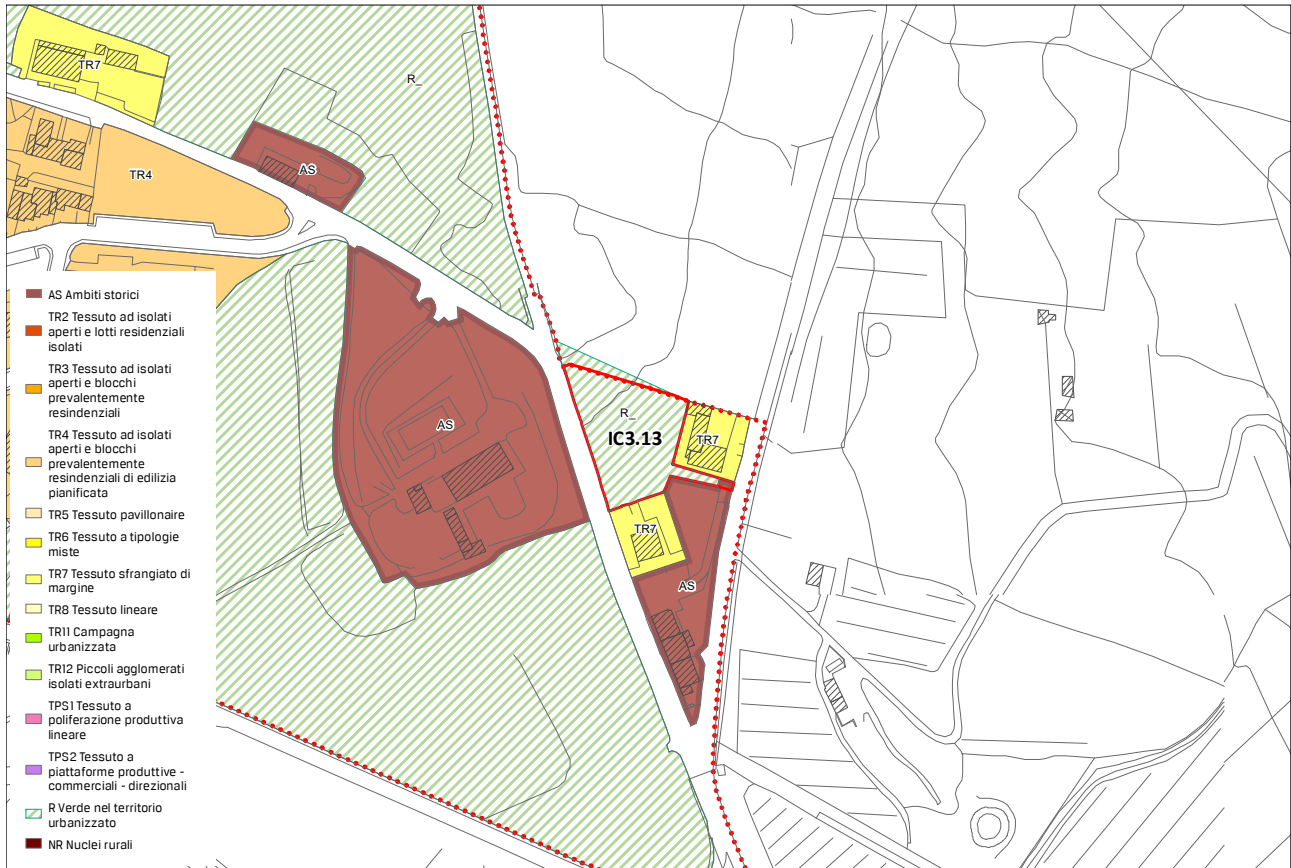 TR7
R_
AS
TR4
AS
R_
IC3.13
TR7
TR7
AS
AS Ambiti storici
TR2 Tessuto ad isolati
aperti e lotti residenziali
isolati
TR3 Tessuto ad isolati
aperti e blocchi
prevalentemente
resindenziali
TR4 Tessuto ad isolati
aperti e blocchi
prevalentemente
residenziali di edilizia
pianificata
TR5 Tessuto pavillonaire
TR6 Tessuto a tipologie
miste
TR7 Tessuto sfrangiato di
margine
TR8 Tessuto lineare
TR11 Campagna
urbanizzata
TR12 Piccoli agglomerati
isolati extraurbani
TPS1 Tessuto a
poliferazione produttiva
lineare
TPS2 Tessuto a
piattaforme produttive -
commerciali - direzionali
R Verde nel territorio
urbanizzato
NR Nuclei rurali